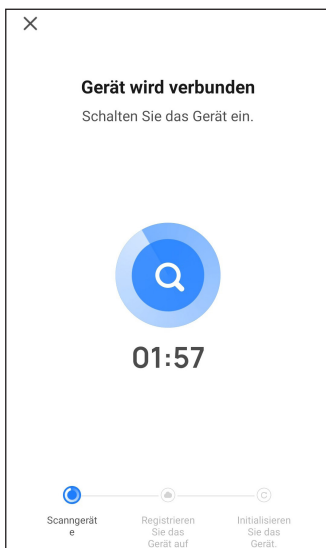 Gerät wird verbunden
Schalten Sie das Gerät ein.
01:57
Scanngerät
e
Registrieren
Sie das
Gerät auf
Initialisieren
Sie das
Gerät.